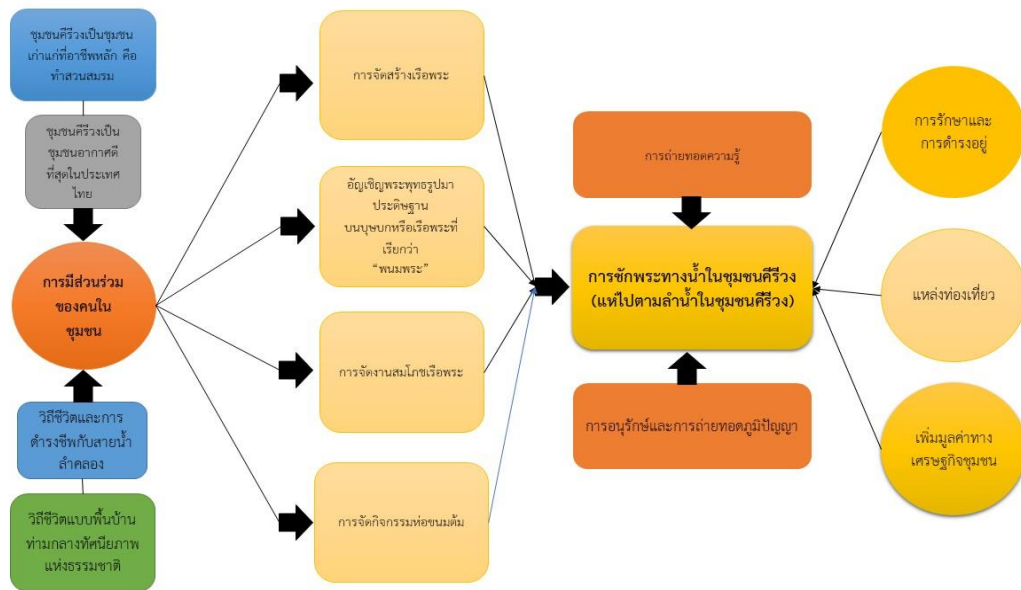 ชุมชนคีรีวงเป็นชุมชน
เก่าแก่ที่อาชีพหลัก คือ
ทำสวนสมรม
ชุมชนคีรีวงเป็น
ชุมชนอากาศดี
ที่สุดในประเทศ
ไทย
การมีส่วนร่วม
ของคนใน
ชุมชน
วิถีชีวิตและการ
ดำรงชีพกับสายน้ำ
ลำคลอง
วิถีชีวิตแบบพื้นบ้าน
ท่ามกลางทัศนียภาพ
แห่งธรรมชาติ
การจัดสร้างเรือพระ
อัญเชิญพระพุทธรูปมา
ประดิษฐาน
บนบุษบกหรือเรือพระที่
เรียกว่า
“พนมพระ”
การจัดงานสมโภชเรือพระ
การจัดกิจกรรมห่อขนมต้ม
การถ่ายทอดความรู้
การชักพระทางน้ำในชุมชนคีรีวง
(แห่ไปตามลำน้ำในชุมชนคีรีวง)
การอนุรักษ์และการถ่ายทอดภูมิปัญญา
การรักษาและ
การดำรงอยู่
แหล่งท่องเที่ยว
เพิ่มมูลค่าทาง
เศรษฐกิจชุมชน